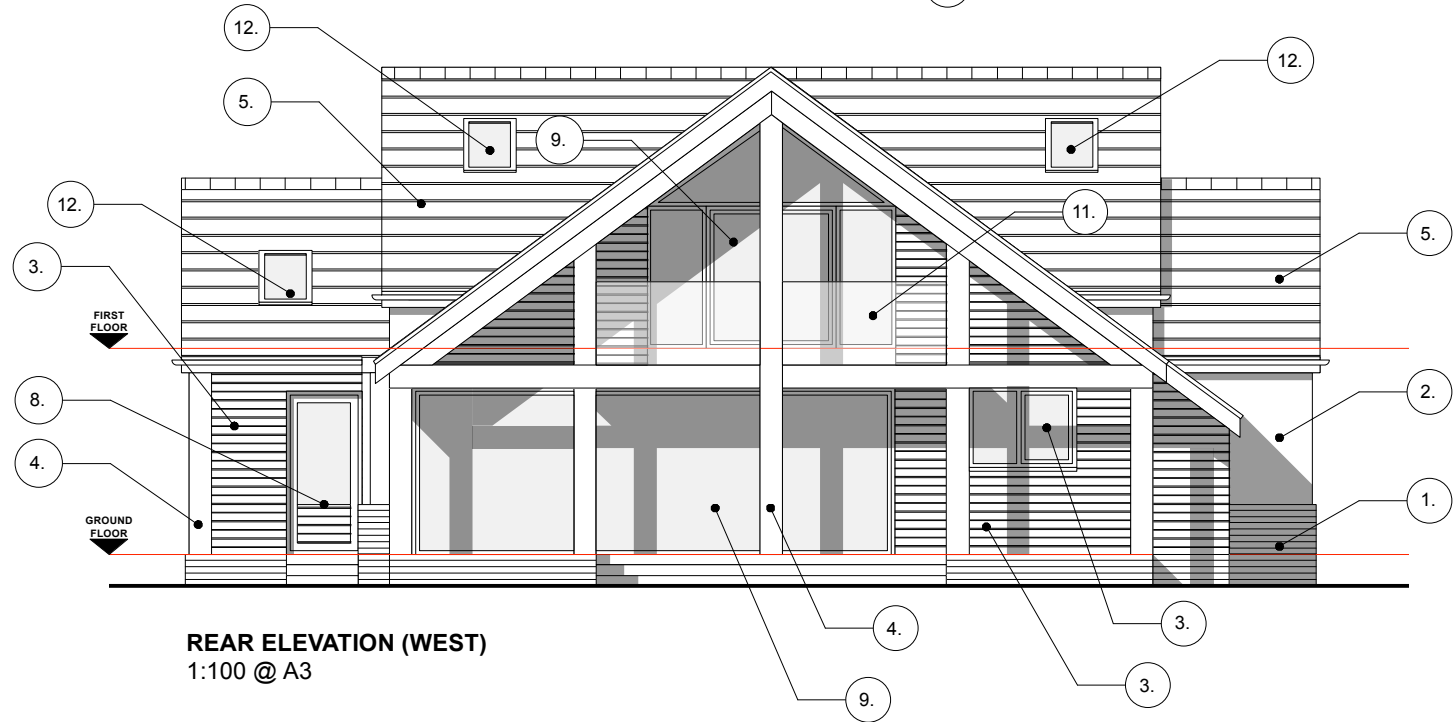 12.
12.
5.
9.
12.
11.
5.
3.
FIRST
FLOOR
8.
2.
4.
1.
GROUND
FLOOR
4.
3.
REAR ELEVATION (WEST)
1:100 @ A3
3.
9.